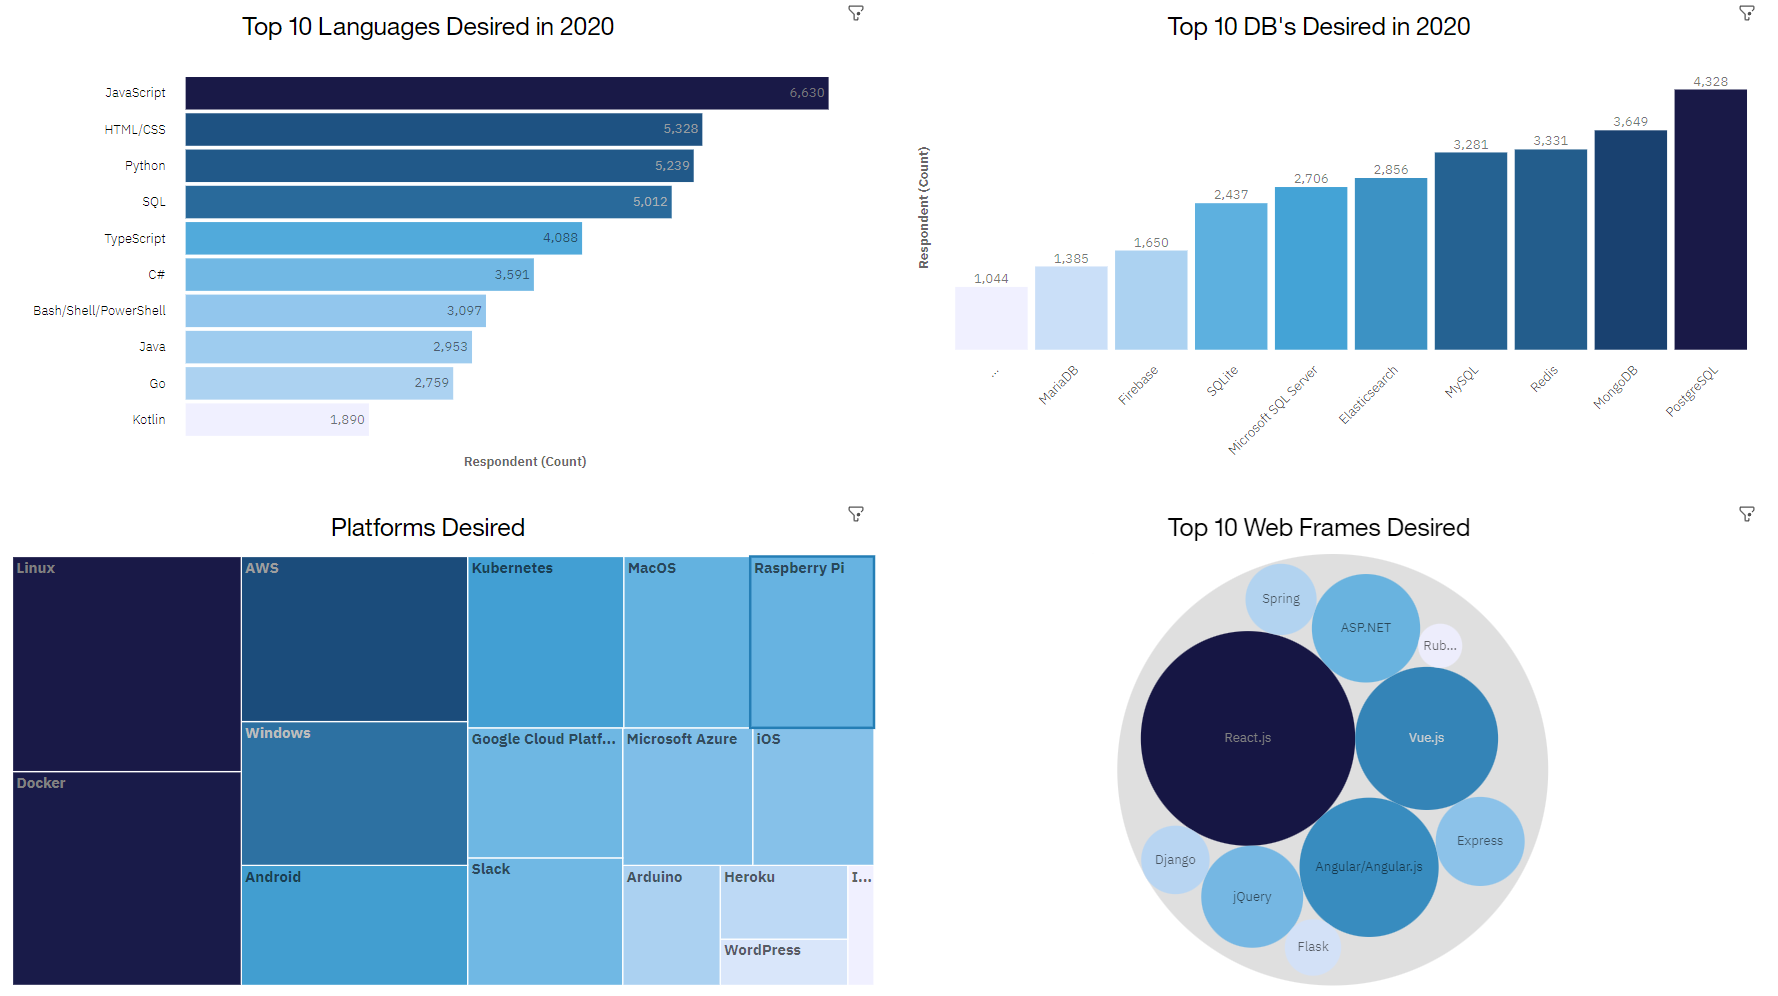 Top 10 Languages Desired in 2020
JavaScript 6,630
HTML/CSS 5,328
Python 5,239
SQL 5,012
TypeScript 4,088
C# 3,591
Bash/Shell/PowerShell 3,097
Java 2,953
Go 2,759
Kotlin 1,890
Respondent (Count)
Top 10 DB's Desired in 2020
Respondent (Count)
1,044
1,385
1,650
2,437
2,706
2,856
3,281
3,331
3,649
4,328
...
MariaDB
Firebase
SQLite
Microsoft SQL Server
Elasticsearch
MySQL
Redis
MongoDB
PostgreSQL
Platforms Desired
Linux
Docker
AWS
Windows
Android
Kubernetes
Google Cloud Platf...
Slack
MacOS
Raspberry Pi
Microsoft Azure
iOS
Arduino
Heroku
WordPress
I...
Top 10 Web Frames Desired
Spring
ASP.NET
Rub...
React.js
Vue.js
Express
Angular/Angular.js
Django
jQuery
Flask